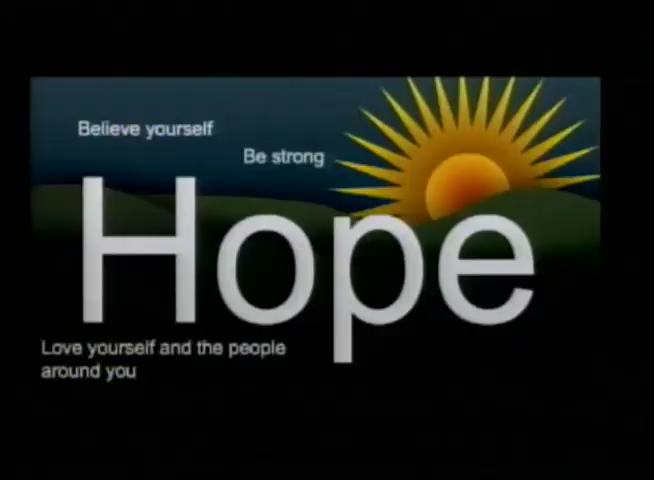 Believe yourself
Be strong
Hope
Love yourself and the people
around you